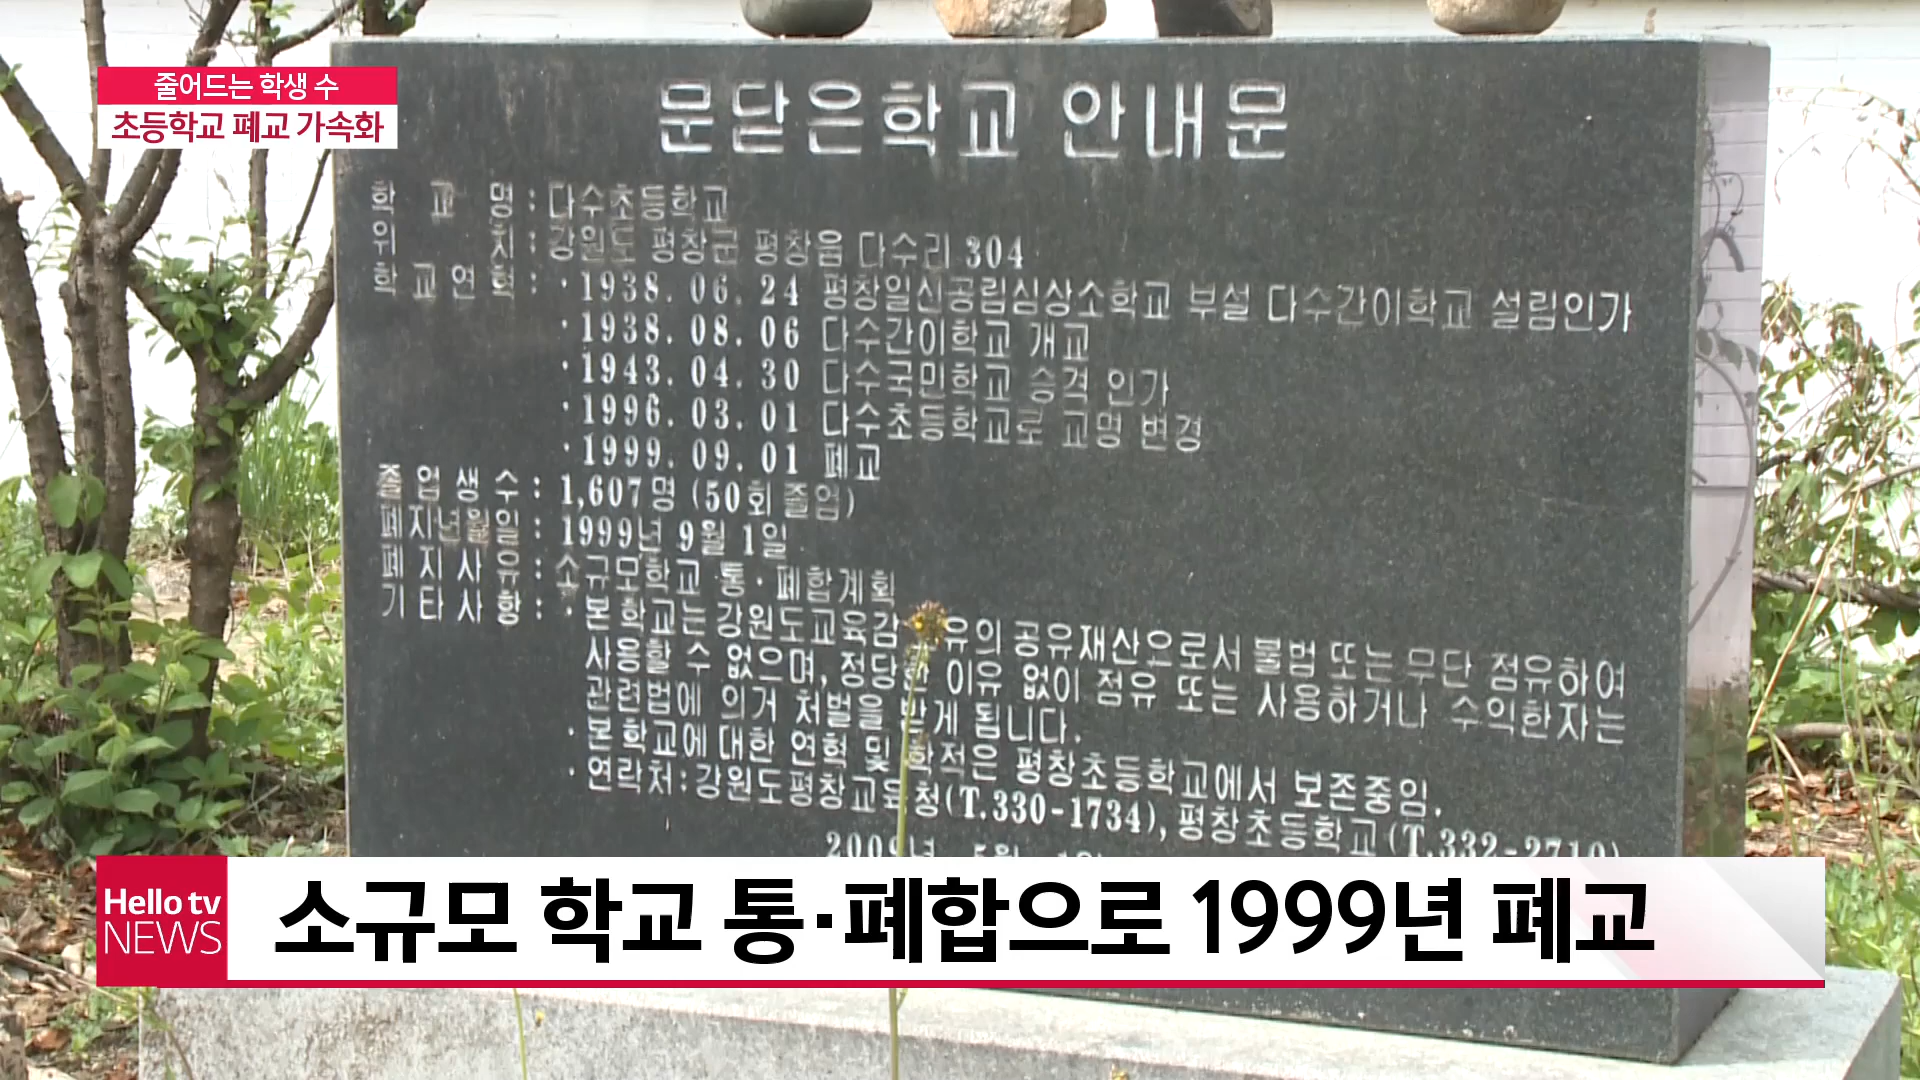 줄어드는 학생 수
초등학교 폐교 가속화
문닫은학교 안내문
학 교 명 : 다수초등학교
위 치 : 강원도 평창군 평창읍 다수리 304
학교연혁 : · 1938. 06. 24 평창일신공립심상소학교 부설 다수간이학교 설립인가
· 1938. 08. 06 다수간이학교 개교
· 1943. 04. 30 다수국민학교 승격 인가
· 1996. 03. 01 다수초등학교로 교명 변경
· 1999. 09. 01 폐교
졸업생수 : 1,607명 (50회 졸업)
폐지년월일 : 1999년 9월 1일
폐지사유 : 소규모학교 통·폐합계획
기타사항 : · 본 학교는 강원도교육감 유의 공유재산으로서 불법 또는 무단 점유하여
사용할 수 없으며, 정당한 이유 없이 점유 또는 사용하거나 수익한자는
관련법에 의거 처벌을 받게 됩니다.
· 본학교에 대한 연혁 및 학적은 평창초등학교에서 보존중임.
· 연락처 : 강원도평창교육청(T.330-1734), 평창초등학교(T.332-2710)
Hello tv
NEWS
소규모 학교 통·폐합으로 1999년 폐교